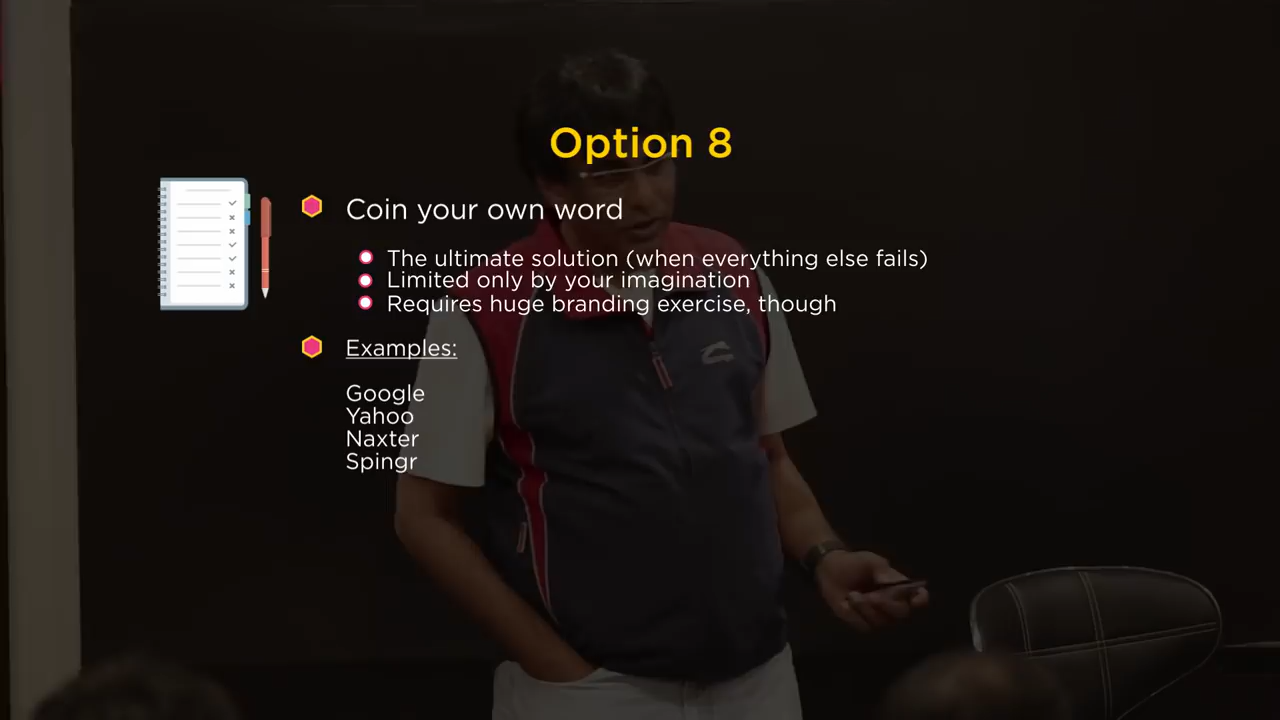 Option 8
Coin your own word
The ultimate solution (when everything else fails)
Limited only by your imagination
Requires huge branding exercise, though
Examples:
Google
Yahoo
Naxter
Spingr